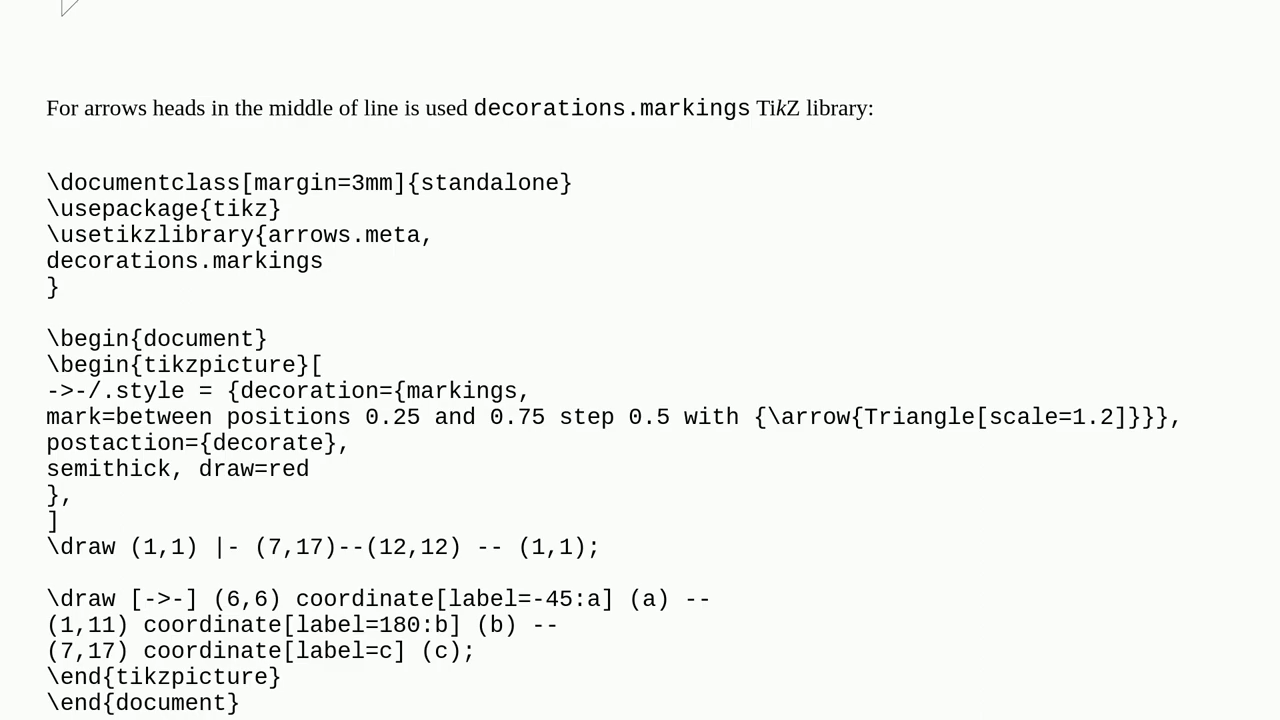 For arrows heads in the middle of line is used decorations.markings TikZ library:
\documentclass[margin=3mm]{standalone}
\usepackage{tikz}
\usetikzlibrary{arrows.meta,
decorations.markings
}
\begin{document}
\begin{tikzpicture}[
->-/.style = {decoration={markings,
mark=between positions 0.25 and 0.75 step 0.5 with {\arrow{Triangle[scale=1.2]}}},
postaction={decorate},
semithick, draw=red
},
]
\draw (1,1) |- (7,17)--(12,12) -- (1,1);
\draw [->-] (6,6) coordinate[label=-45:a] (a) --
(1,11) coordinate[label=180:b] (b) --
(7,17) coordinate[label=c] (c);
\end{tikzpicture}
\end{document}